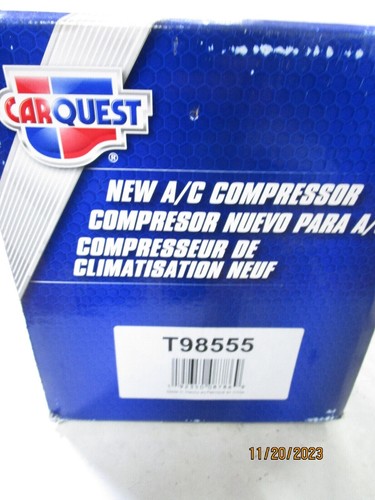 CARQUEST
®
NEW A/C COMPRESSOR
COMPRESOR NUEVO PARA A/
COMPRESSEUR DE
CLIMATISATION NEUF
T98555
11/20/2023